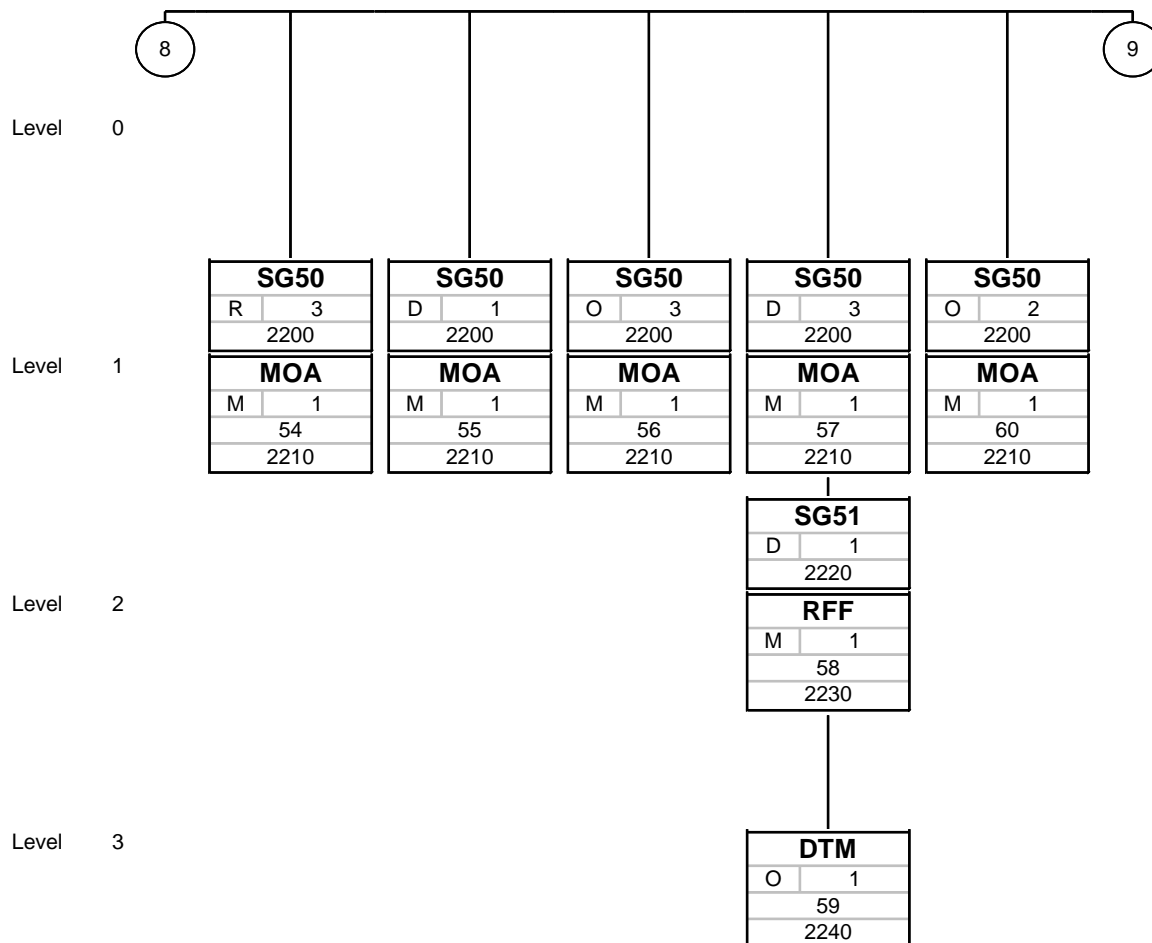 8 9
Level 0
SG50 SG50 SG50 SG50 SG50
R 3 D 1 O 3 D 3 O 2
2200 2200 2200 2200 2200
Level 1
MOA MOA MOA MOA MOA
M 1 M 1 M 1 M 1 M 1
54 55 56 57 60
2210 2210 2210 2210 2210
SG51
D 1
2220
Level 2
RFF
M 1
58
2230
Level 3
DTM
O 1
59
2240